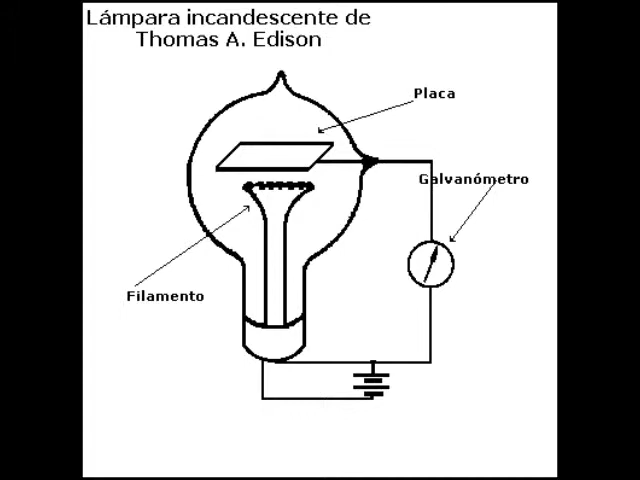 Lámpara incandescente de
Thomas A. Edison
Placa
Galvanómetro
Filamento